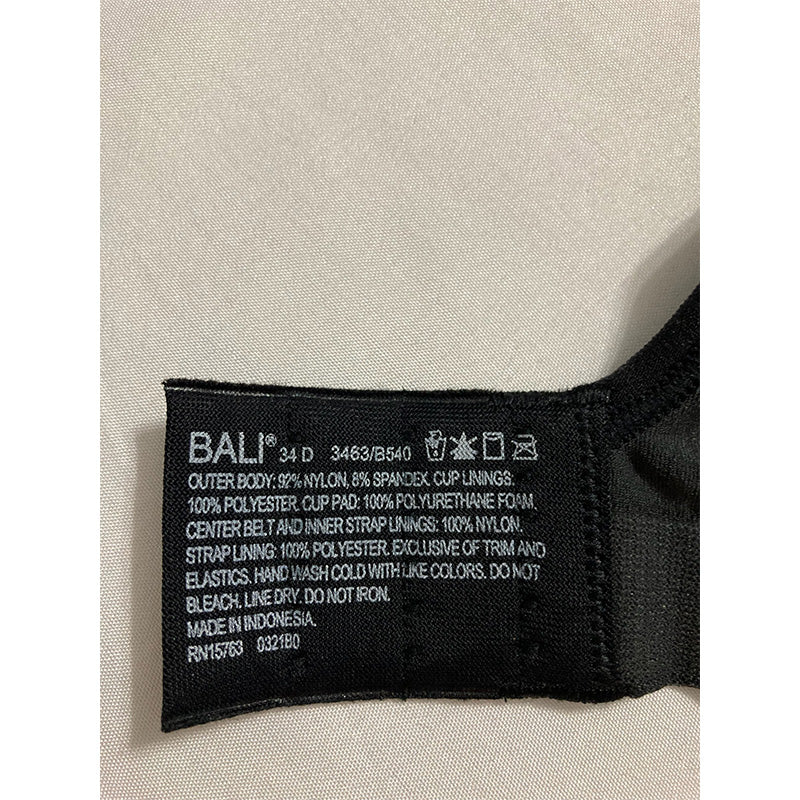 BALI® 34 D 3463/B540
OUTER BODY: 92% NYLON, 8% SPANDEX. CUP LININGS:
100% POLYESTER. CUP PAD: 100% POLYURETHANE FOAM.
CENTER BELT AND INNER STRAP LININGS: 100% NYLON.
STRAP LINING: 100% POLYESTER. EXCLUSIVE OF TRIM AND
ELASTICS. HAND WASH COLD WITH LIKE COLORS. DO NOT
BLEACH. LINE DRY. DO NOT IRON.
MADE IN INDONESIA.
RN15763 0321B0